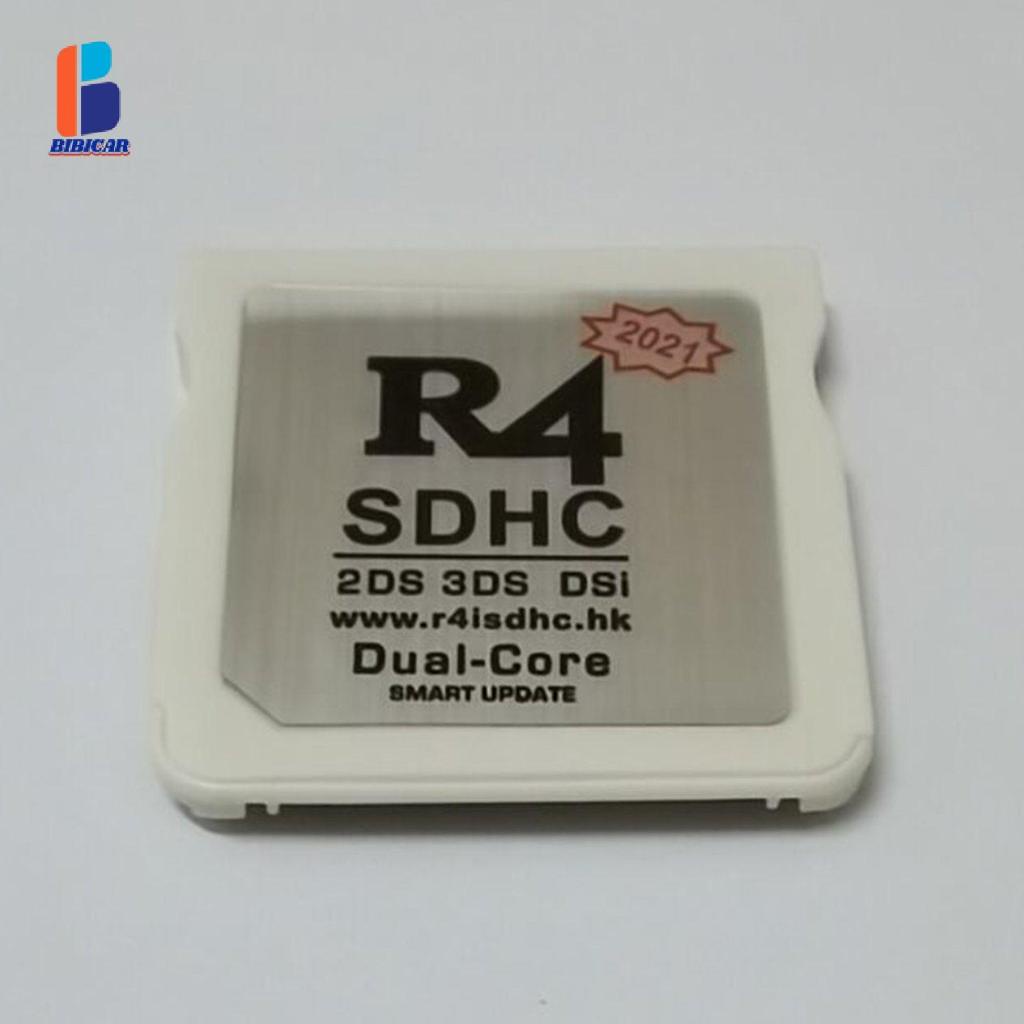 BIBICAR
2021
R4
SDHC
2DS 3DS DSi
www.r4isdhc.hk
Dual-Core
SMART UPDATE